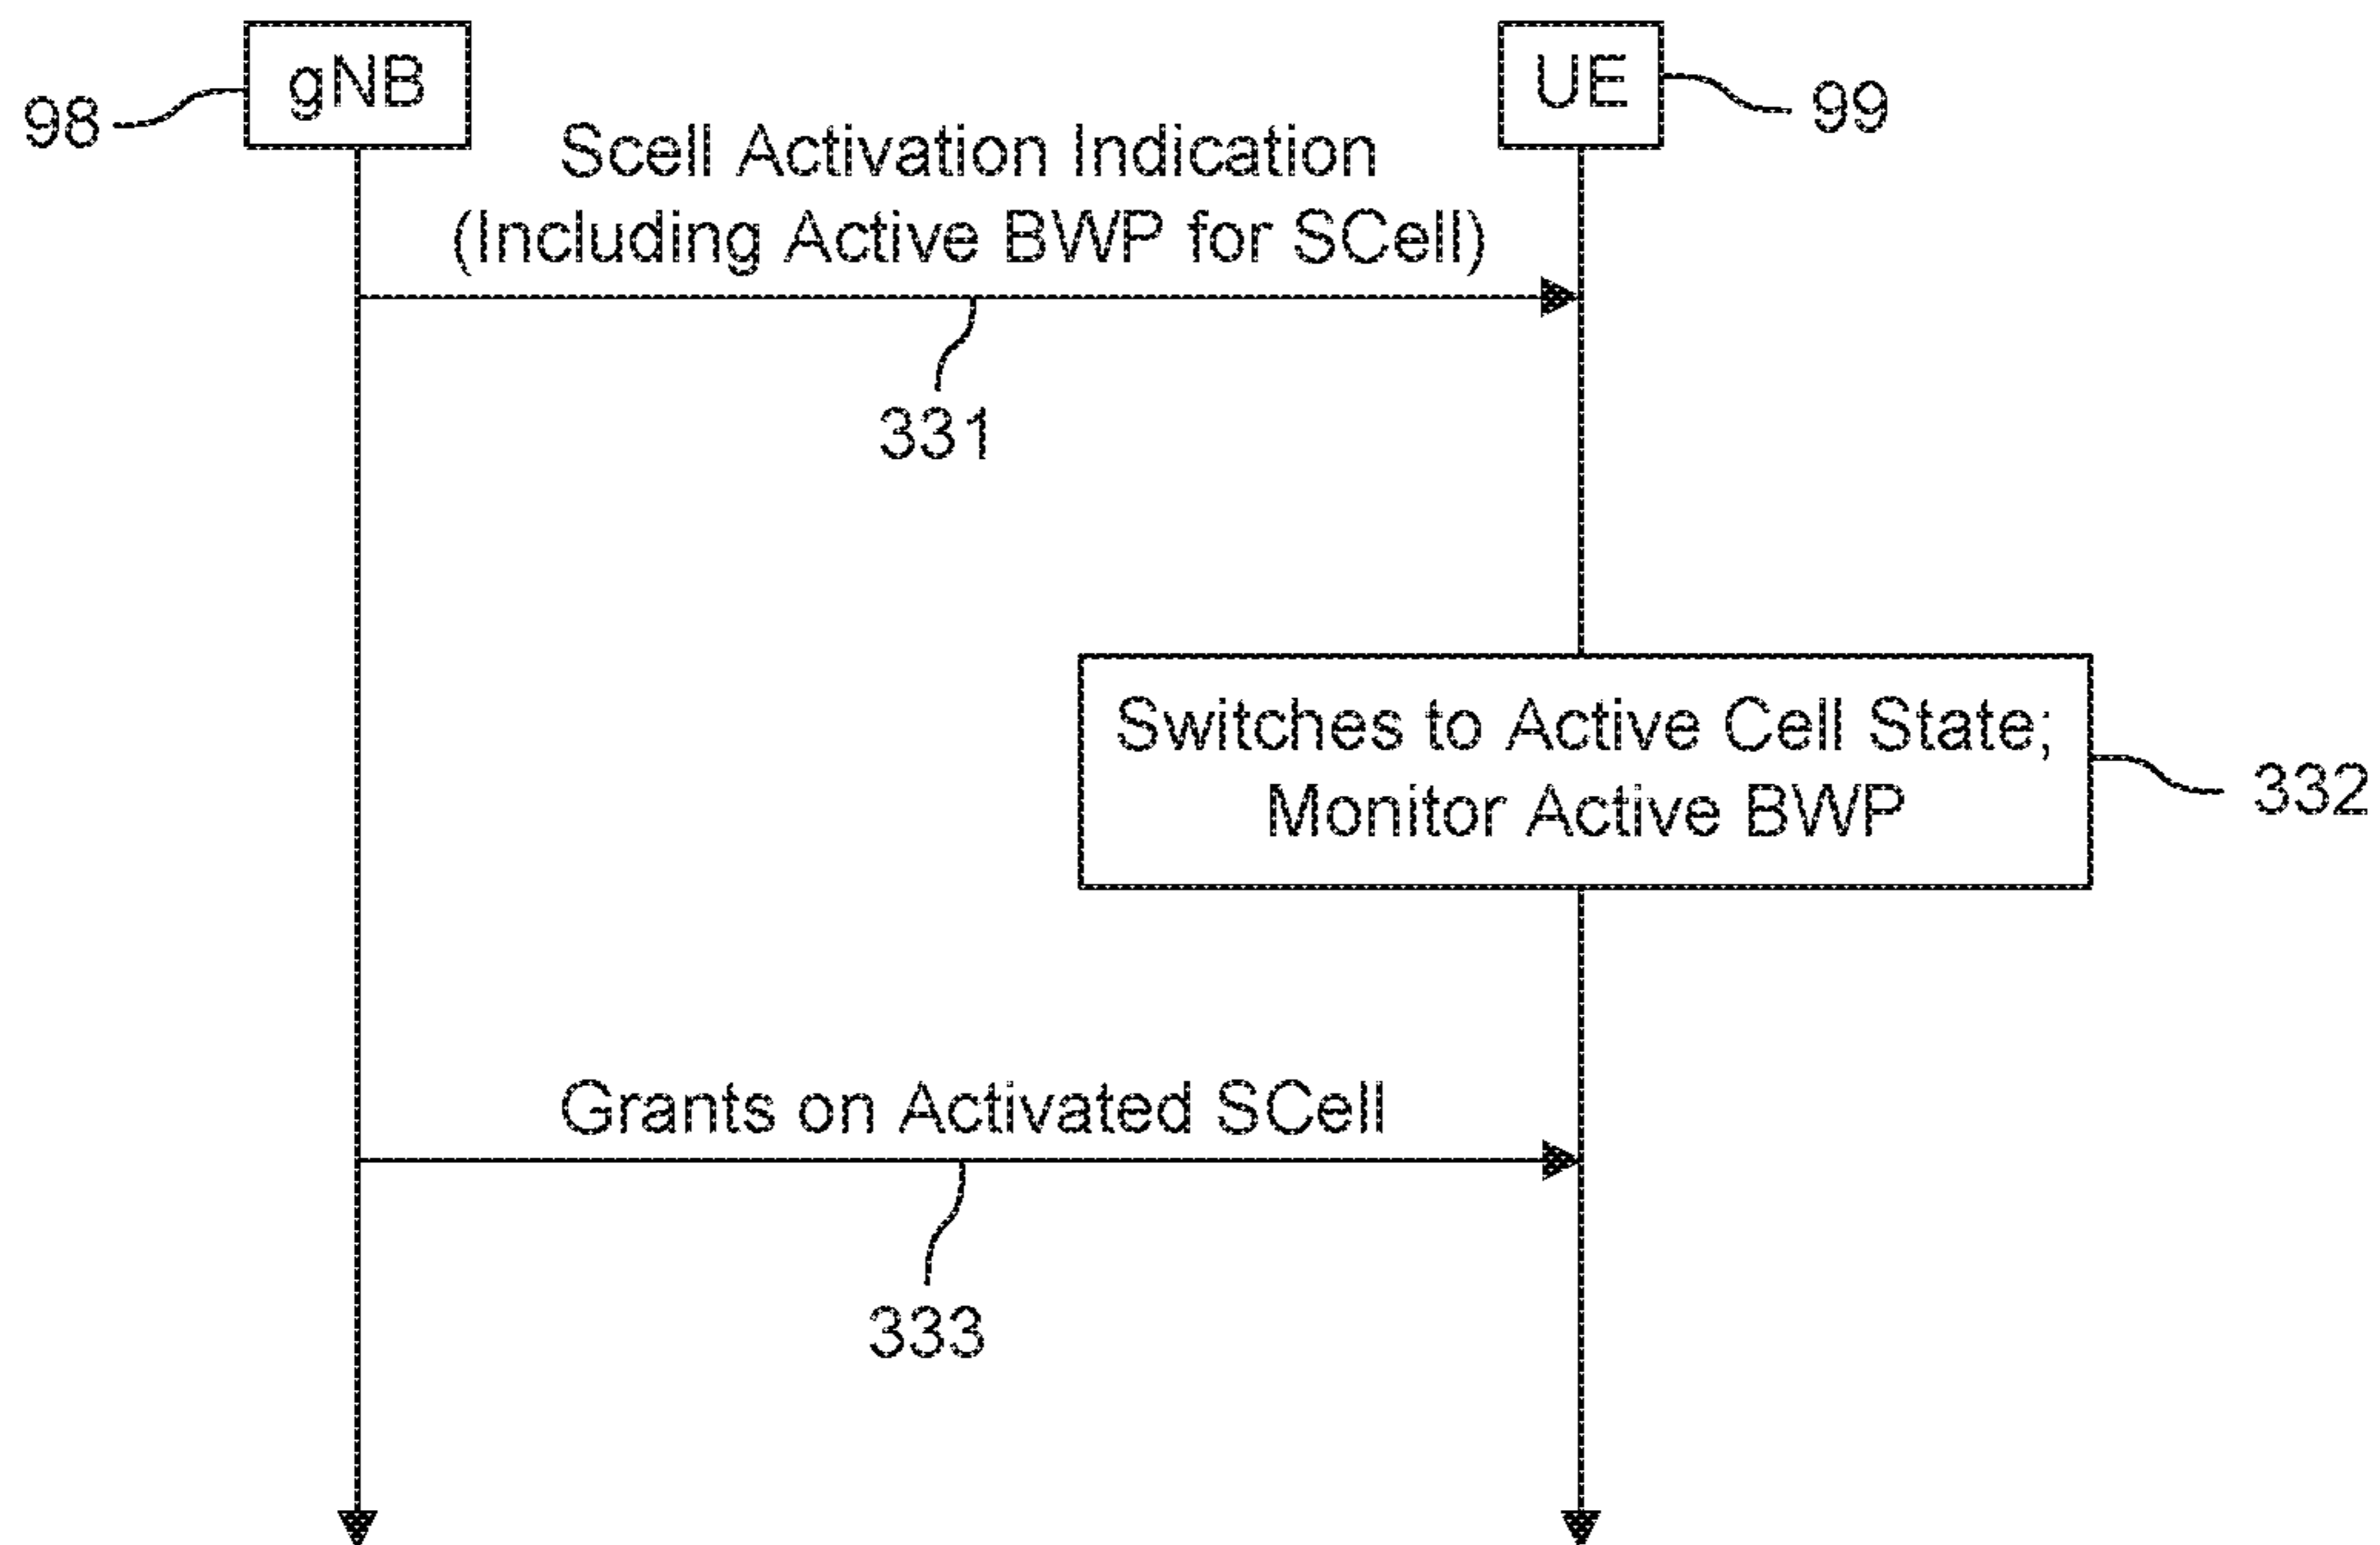 gNB
UE
98
99
Scell Activation Indication
(Including Active BWP for SCell)
331
Switches to Active Cell State;
Monitor Active BWP
332
Grants on Activated SCell
333